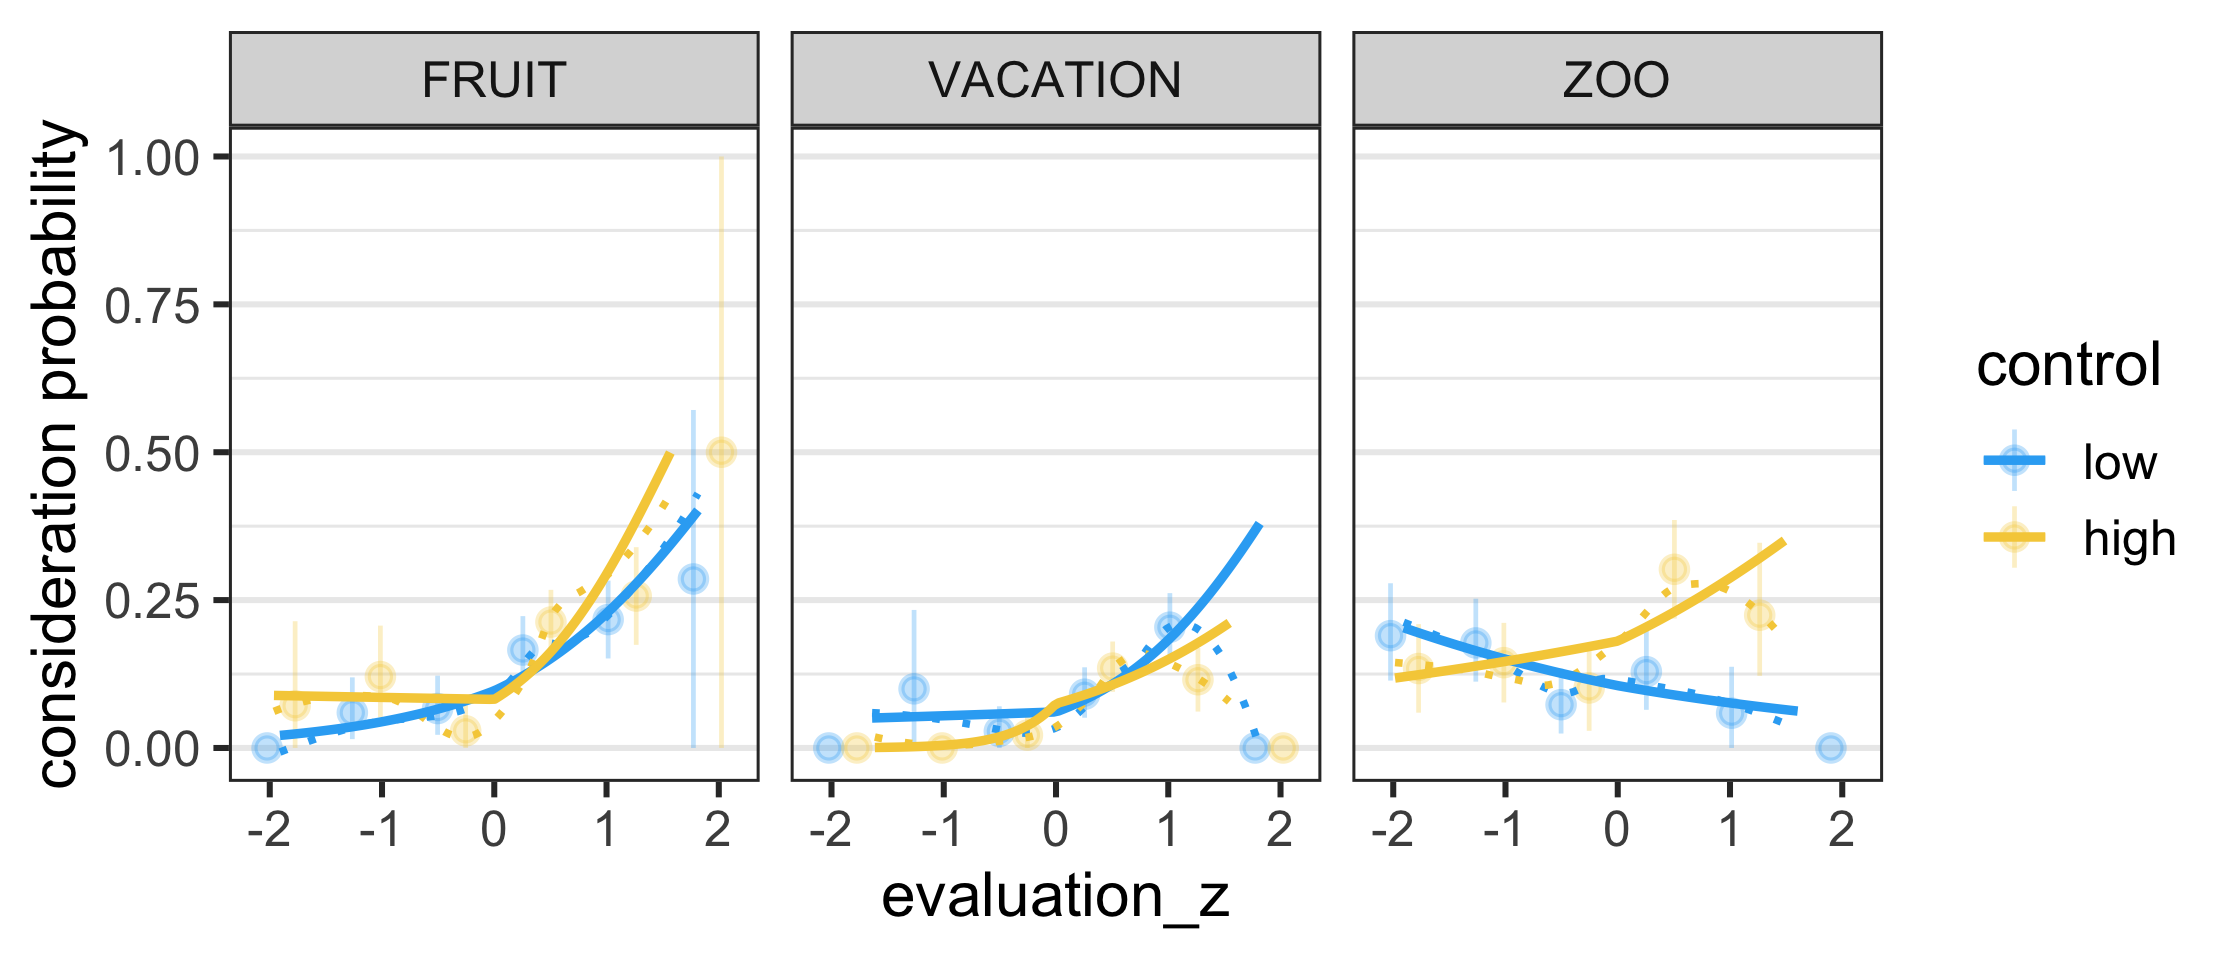 FRUIT VACATION ZOO
consideration probability
1.00
0.75
0.50
0.25
0.00
-2 -1 0 1 2 -2 -1 0 1 2 -2 -1 0 1 2
evaluation_z
control
low
high